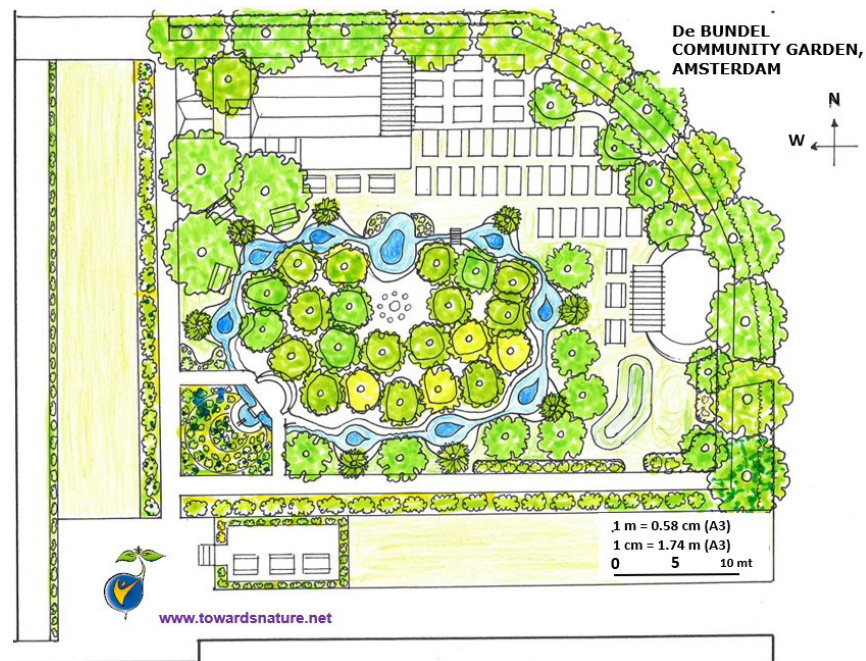 De BUNDEL
COMMUNITY GARDEN,
AMSTERDAM
N
W
1 m = 0.58 cm (A3)
1 cm = 1.74 m (A3)
0 5 10 mt
www.towardsnature.net